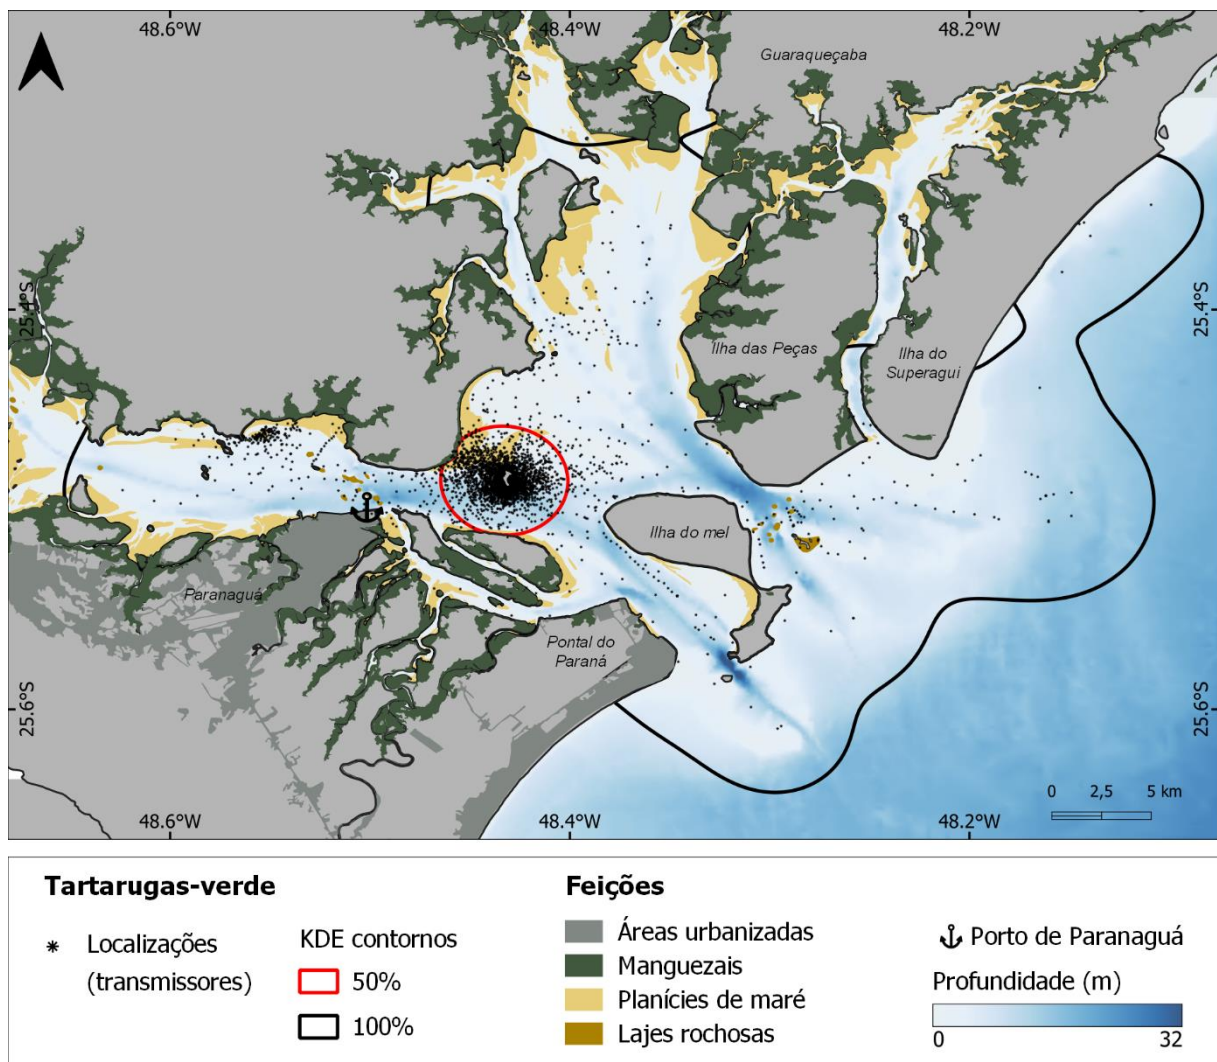 48.6°W
48.4°W
48.2°W
Guaraqueçaba
25.4°S
25.4°S
Ilha das Peças
Ilha do
Superagui
Ilha do mel
Paranaguá
Pontal do
Paraná
25.6°S
25.6°S
0 2,5 5 km
48.6°W
48.4°W
48.2°W
Tartarugas-verde
Localizações
(transmissores)
KDE contornos
50%
100%
Feições
Áreas urbanizadas
Manguezais
Planícies de maré
Lajes rochosas
Porto de Paranaguá
Profundidade (m)
0 32